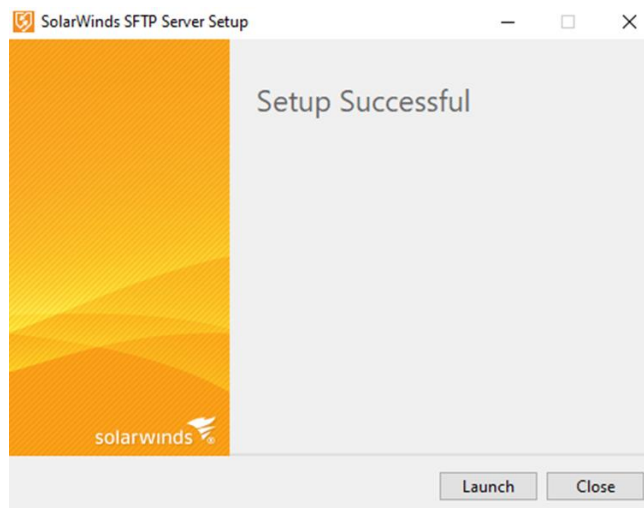 SolarWinds SFTP Server Setup
Setup Successful
solarwinds®
Launch
Close